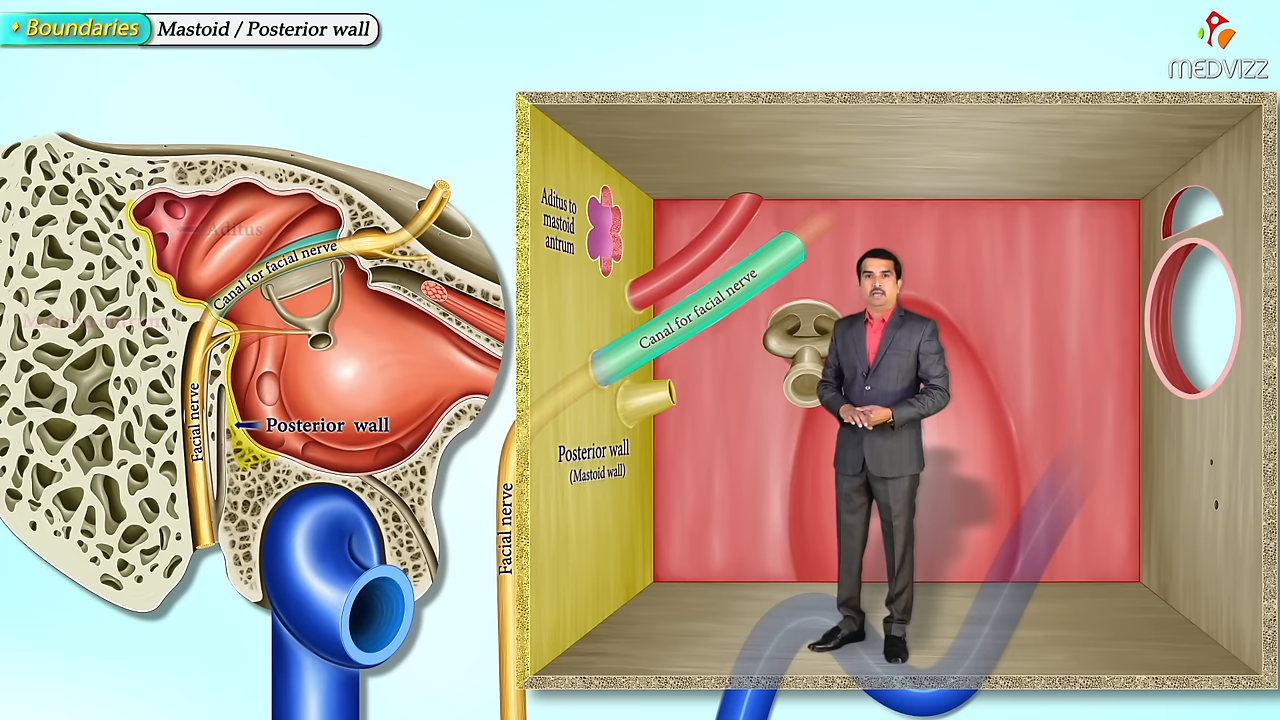 Boundaries
Mastoid / Posterior wall
MEDVIZZ
Aditus
Canal for facial nerve
Facial nerve
Posterior wall
Aditus to
mastoid
antrum
Canal for facial nerve
Posterior wall
(Mastoid wall)
Facial nerve